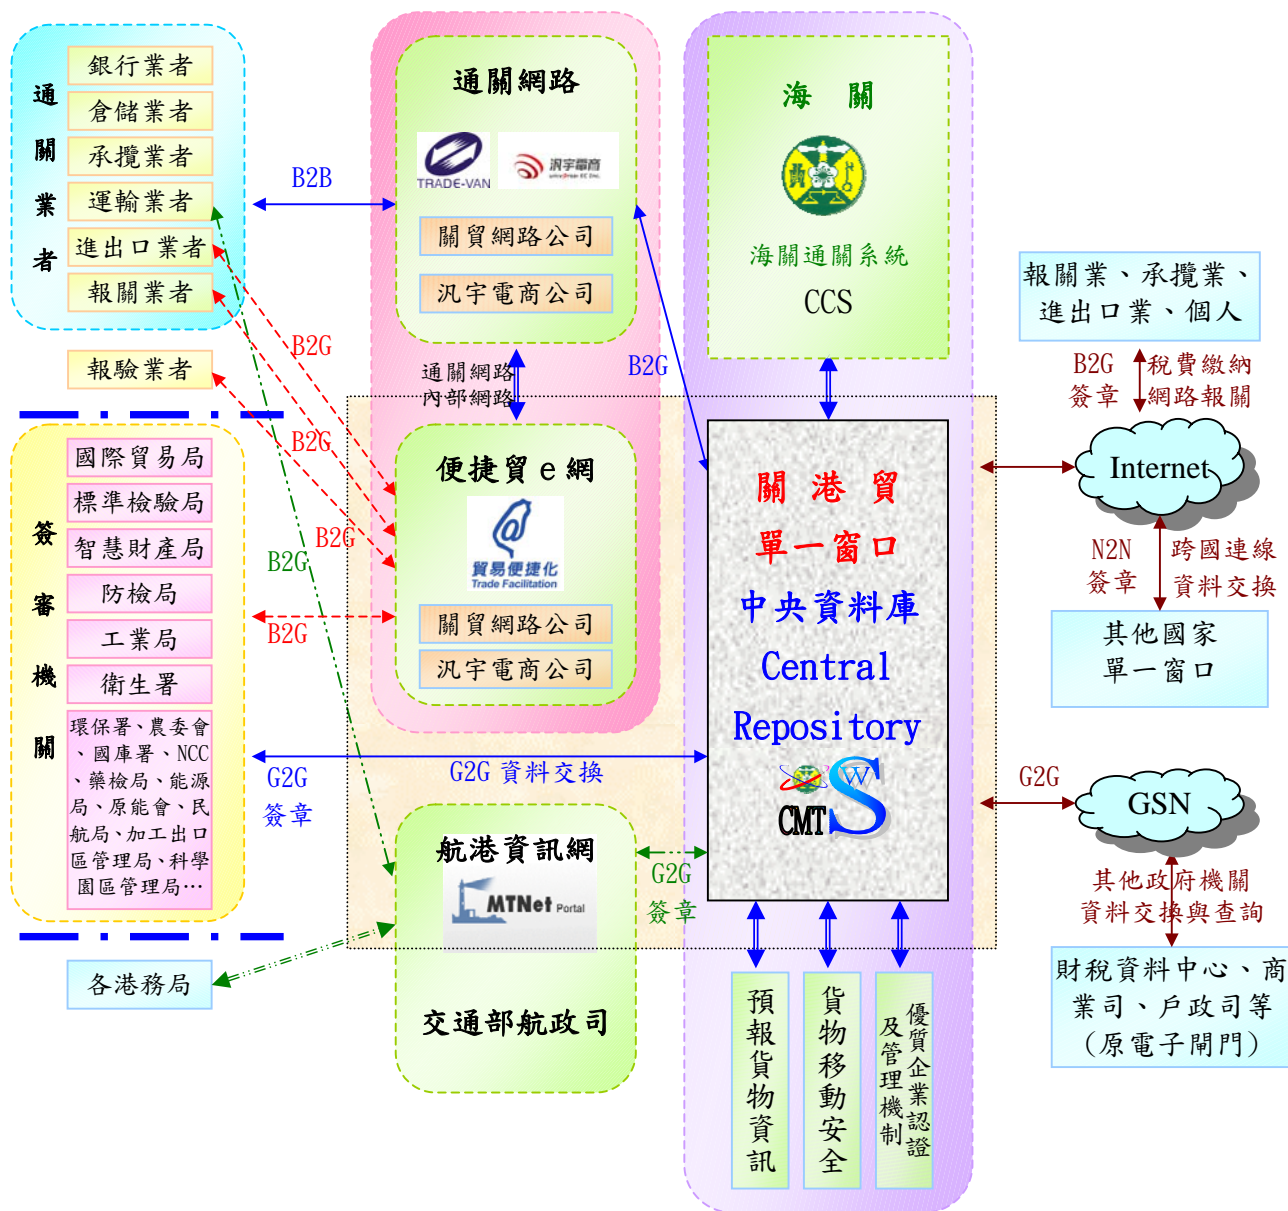 通關業者
銀行業者
倉儲業者
承攬業者
運輸業者
進出口業者
報關業者
報驗業者
簽審機關
國際貿易局
標準檢驗局
智慧財產局
防檢局
工業局
衛生署
環保署、農委會
、國庫署、NCC
、藥檢局、能源
局、原能會、民
航局、加工出口
區管理局、科學
園區管理局…
各港務局
B2B
B2G
B2G
B2G
B2G
B2G
G2G
簽章
G2G 資料交換
通關網路
TRADE-VAN
汎宇電商
關貿網路公司
汎宇電商公司
通關網路
內部網路
便捷貿e網
貿易便捷化
Trade Facilitation
關貿網路公司
汎宇電商公司
航港資訊網
MTNet Portal
交通部航政司
B2G
G2G
簽章
海 關
海關通關系統
CCS
關 港 貿
單一窗口
中央資料庫
Central
Repository
CMT SW
預報貨物資訊
貨物移動安全
優質企業認證
及管理機制
報關業、承攬業、
進出口業、個人
B2G
簽章
稅費繳納
網路報關
Internet
N2N
簽章
跨國連線
資料交換
其他國家
單一窗口
G2G
GSN
其他政府機關
資料交換與查詢
財稅資料中心、商
業司、戶政司等
(原電子閘門)